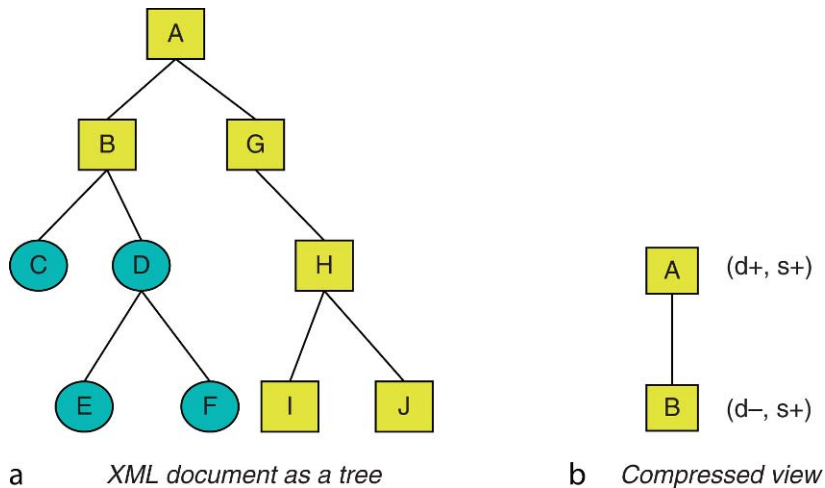 A
B G
C D H
E F I J
a XML document as a tree
A (d+, s+)
B (d–, s+)
b Compressed view